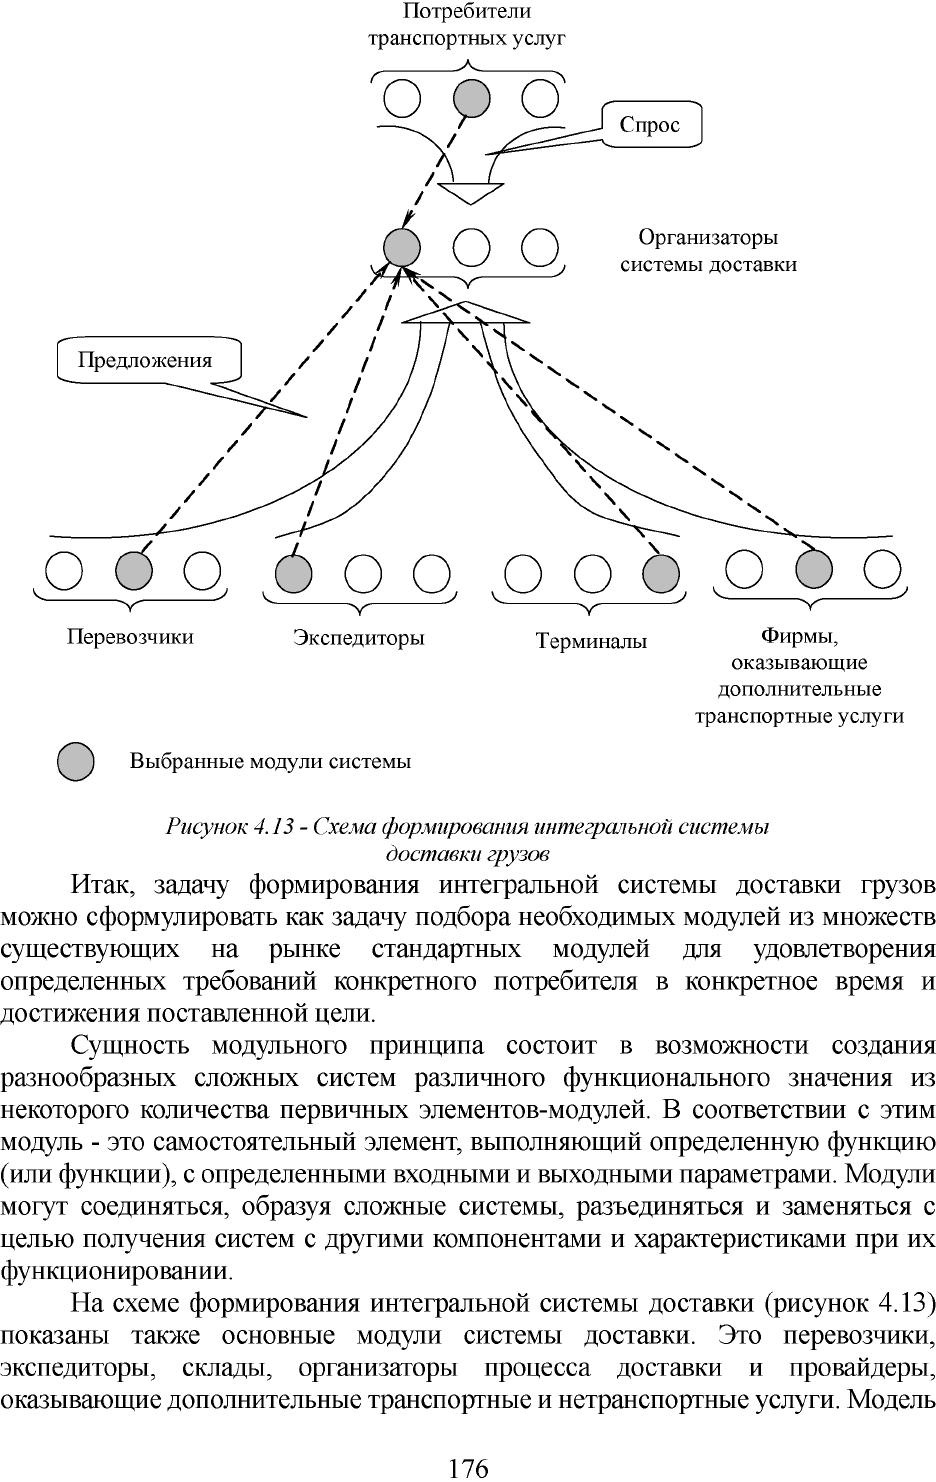 Потребители
транспортных услуг
Спрос
Организаторы
системы доставки
Предложения
Перевозчики
Экспедиторы
Терминалы
Фирмы,
оказывающие
дополнительные
транспортные услуги
Выбранные модули системы
Рисунок 4.13 - Схема формирования интегральной системы
доставки грузов
Итак, задачу формирования интегральной системы доставки грузов
можно сформулировать как задачу подбора необходимых модулей из множеств
существующих на рынке стандартных модулей для удовлетворения
определенных требований конкретного потребителя в конкретное время и
достижения поставленной цели.
Сущность модульного принципа состоит в возможности создания
разнообразных сложных систем различного функционального значения из
некоторого количества первичных элементов-модулей. В соответствии с этим
модуль - это самостоятельный элемент, выполняющий определенную функцию
(или функции), с определенными входными и выходными параметрами. Модули
могут соединяться, образуя сложные системы, разъединяться и заменяться с
целью получения систем с другими компонентами и характеристиками при их
функционировании.
На схеме формирования интегральной системы доставки (рисунок 4.13)
показаны также основные модули системы доставки. Это перевозчики,
экспедиторы, склады, организаторы процесса доставки и провайдеры,
оказывающие дополнительные транспортные и нетранспортные услуги. Модель
176